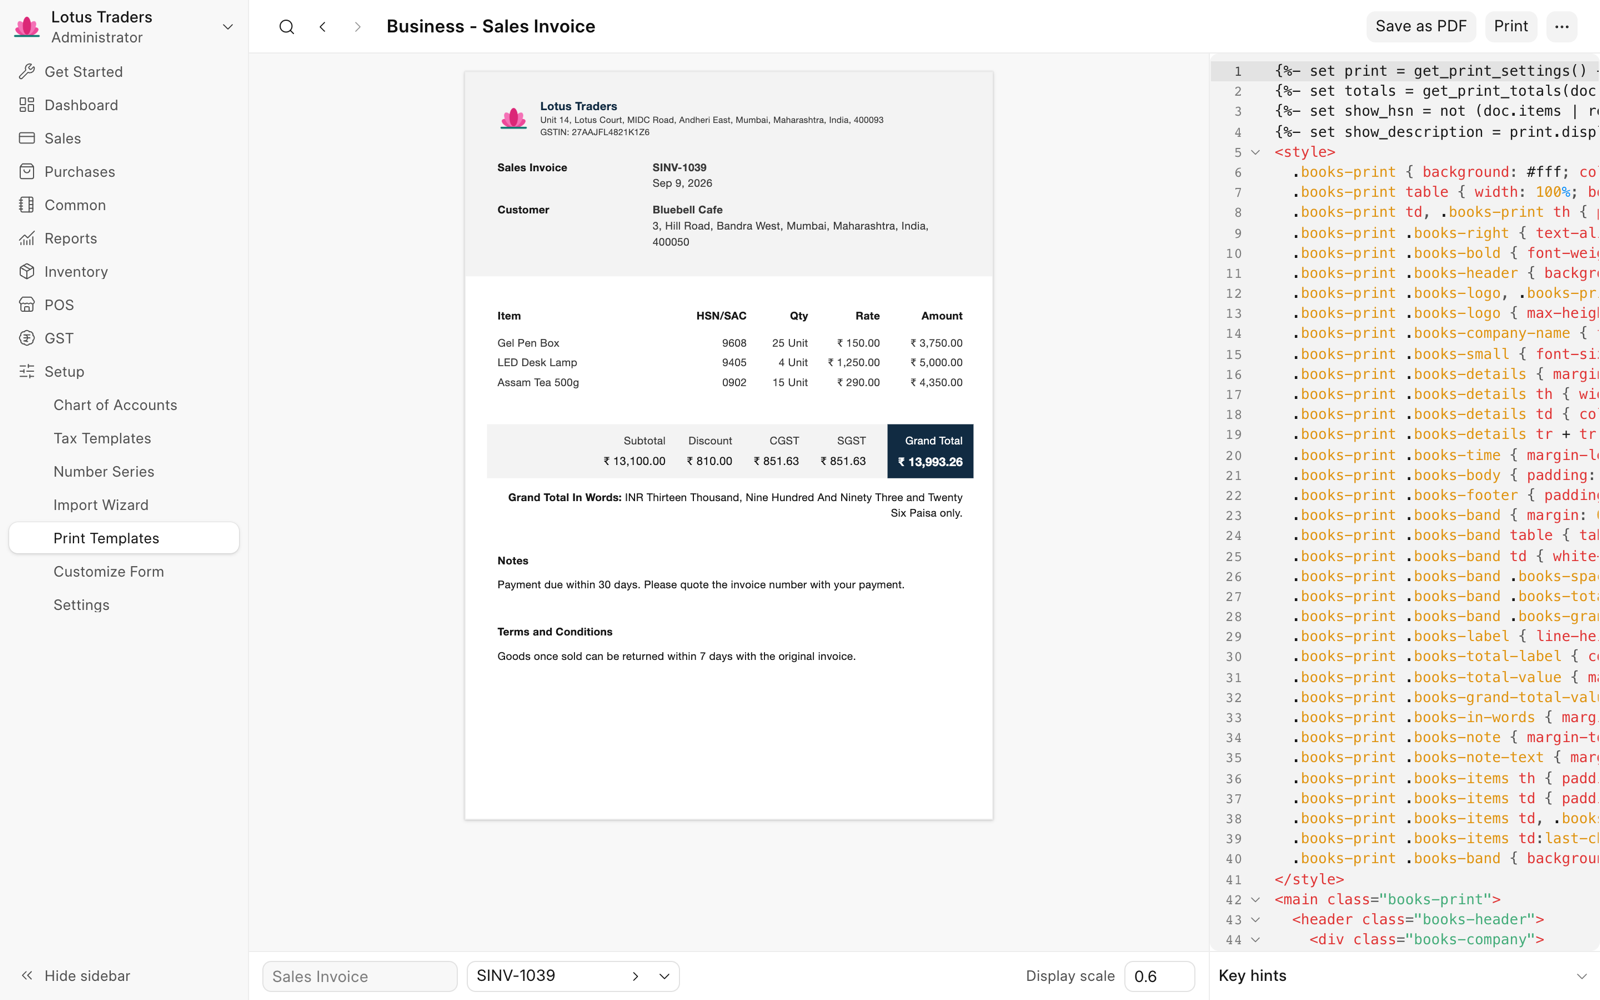 Lotus Traders
Administrator
Get Started
Dashboard
Sales
Purchases
Common
Reports
Inventory
POS
GST
Setup
Chart of Accounts
Tax Templates
Number Series
Import Wizard
Print Templates
Customize Form
Settings
Hide sidebar
Business - Sales Invoice
Save as PDF
Print
Lotus Traders
Unit 14, Lotus Court, MIDC Road, Andheri East, Mumbai, Maharashtra, India, 400093
GSTIN: 27AAJFL4821K1Z6
Sales Invoice SINV-1039
Sep 9, 2026
Customer Bluebell Cafe
3, Hill Road, Bandra West, Mumbai, Maharashtra, India,
400050
Item HSN/SAC Qty Rate Amount
Gel Pen Box 9608 25 Unit ₹ 150.00 ₹ 3,750.00
LED Desk Lamp 9405 4 Unit ₹ 1,250.00 ₹ 5,000.00
Assam Tea 500g 0902 15 Unit ₹ 290.00 ₹ 4,350.00
Subtotal Discount CGST SGST Grand Total
₹ 13,100.00 ₹ 810.00 ₹ 851.63 ₹ 851.63 ₹ 13,993.26
Grand Total In Words: INR Thirteen Thousand, Nine Hundred And Ninety Three and Twenty
Six Paisa only.
Notes
Payment due within 30 days. Please quote the invoice number with your payment.
Terms and Conditions
Goods once sold can be returned within 7 days with the original invoice.
Sales Invoice
SINV-1039
Display scale 0.6
1 {%- set print = get_print_settings()
2 {%- set totals = get_print_totals(doc
3 {%- set show_hsn = not (doc.items |
4 {%- set show_description = print.disp
5 <style>
6 .books-print { background: #fff; co
7 .books-print table { width: 100%; b
8 .books-print td, .books-print th {
9 .books-print .books-right { text-al
10 .books-print .books-bold { font-wei
11 .books-print .books-header { backgr
12 .books-print .books-logo, .books-pr
13 .books-print .books-logo { max-heig
14 .books-print .books-company-name {
15 .books-print .books-small { font-si
16 .books-print .books-details { margin
17 .books-print .books-details th { wi
18 .books-print .books-details td { co
19 .books-print .books-details tr + tr
20 .books-print .books-time { margin-l
21 .books-print .books-body { padding:
22 .books-print .books-footer { padding
23 .books-print .books-band { margin:
24 .books-print .books-band table { ta
25 .books-print .books-band td { white-
26 .books-print .books-band .books-spa
27 .books-print .books-band .books-tot
28 .books-print .books-band .books-gra
29 .books-print .books-label { line-he
30 .books-print .books-total-label { c
31 .books-print .books-total-value { m
32 .books-print .books-grand-total-val
33 .books-print .books-in-words { marg
34 .books-print .books-note { margin-t
35 .books-print .books-note-text { mar
36 .books-print .books-items th { padd
37 .books-print .books-items td { padd
38 .books-print .books-items td, .book
39 .books-print .books-items td:last-c
40 .books-print .books-band { backgrou
41 </style>
42 <main class="books-print">
43 <header class="books-header">
44 <div class="books-company">
Key hints